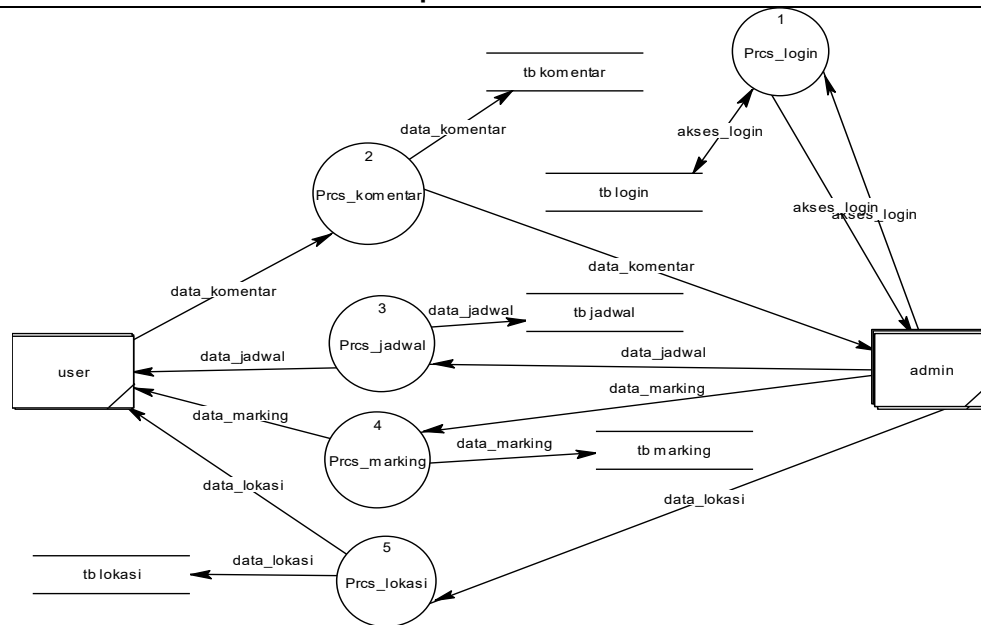 1
Prcs_login
tb komentar
data_komentar
akses_login
2
Prcs_komentar
tb login
akses_login
akses_login
data_komentar
data_komentar
3
Prcs_jadwal
data_jadwal
tb jadwal
data_jadwal
data_jadwal
user
admin
data_marking
data_marking
4
Prcs_marking
data_marking
tb marking
data_lokasi
data_lokasi
5
Prcs_lokasi
data_lokasi
tb lokasi